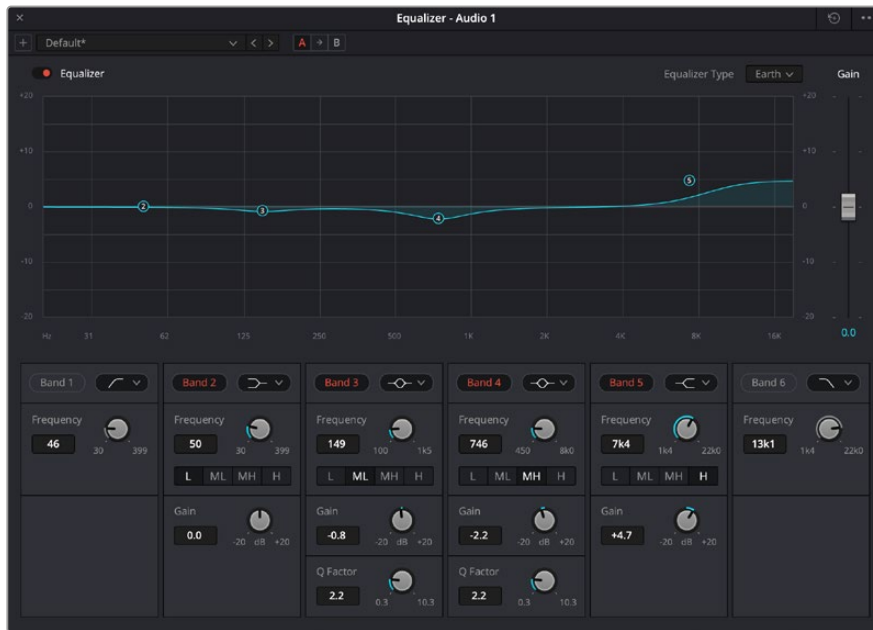 Equalizer - Audio 1
Default*
A B
Equalizer
Equalizer Type Earth Gain
+20 +20
+10 +10
0 0
-10 -10
-20 -20
Hz 31 62 125 250 500 1K 2K 4K 8K 16K 0.0
Band 1 Band 2 Band 3 Band 4 Band 5 Band 6
Frequency Frequency Frequency Frequency Frequency Frequency
46 30 399 50 30 399 149 100 1k5 746 450 8k0 7k4 1k4 22k0 13k1 1k4 22k0
L ML MH H L ML MH H L ML MH H L ML MH H
Gain Gain Gain Gain
0.0 -20 dB +20 -0.8 -20 dB +20 -2.2 -20 dB +20 +4.7 -20 dB +20
Q Factor Q Factor
2.2 0.3 10.3 2.2 0.3 10.3
2 3 4 5